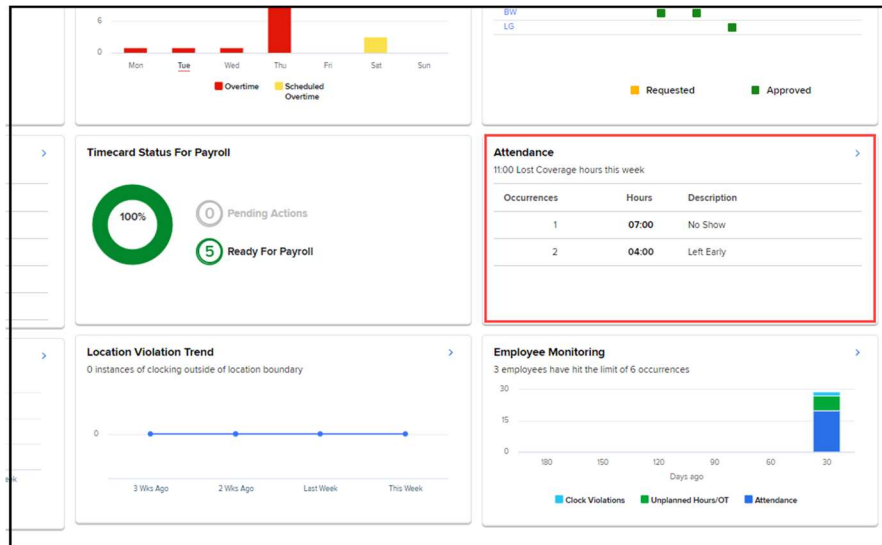 6
0
Mon Tue Wed Thu Fri Sat Sun
Overtime Scheduled Overtime
BW
LG
Requested Approved
Timecard Status For Payroll
100%
0 Pending Actions
5 Ready For Payroll
Attendance
11:00 Lost Coverage hours this week
Occurrences Hours Description
1 07:00 No Show
2 04:00 Left Early
Location Violation Trend
0 instances of clocking outside of location boundary
0
3 Wks Ago 2 Wks Ago Last Week This Week
Employee Monitoring
3 employees have hit the limit of 6 occurrences
30
15
0
180 150 120 90 60 30
Days ago
Clock Violations Unplanned Hours/OT Attendance